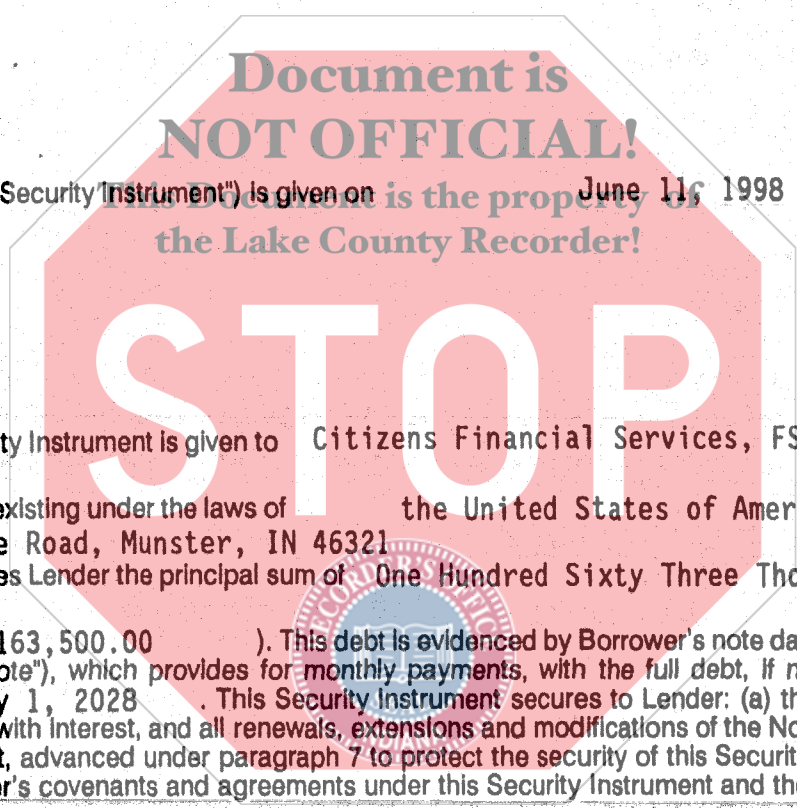 Document is
NOT OFFICIAL!
Security Instrument") is given on June 11, 1998
This Document is the property of
the Lake County Recorder!
STOP
ty Instrument is given to Citizens Financial Services, FS
existing under the laws of the United States of Amer
e Road, Munster, IN 46321
es Lender the principal sum of One Hundred Sixty Three Tho
RECORDER'S OFFICE
163,500.00 ). This debt is evidenced by Borrower's note da
ote"), which provides for monthly payments, with the full debt, if n
y 1, 2028 . This Security Instrument secures to Lender: (a) th
with interest, and all renewals, extensions and modifications of the No
t, advanced under paragraph 7 to protect the security of this Securit
er's covenants and agreements under this Security Instrument and the